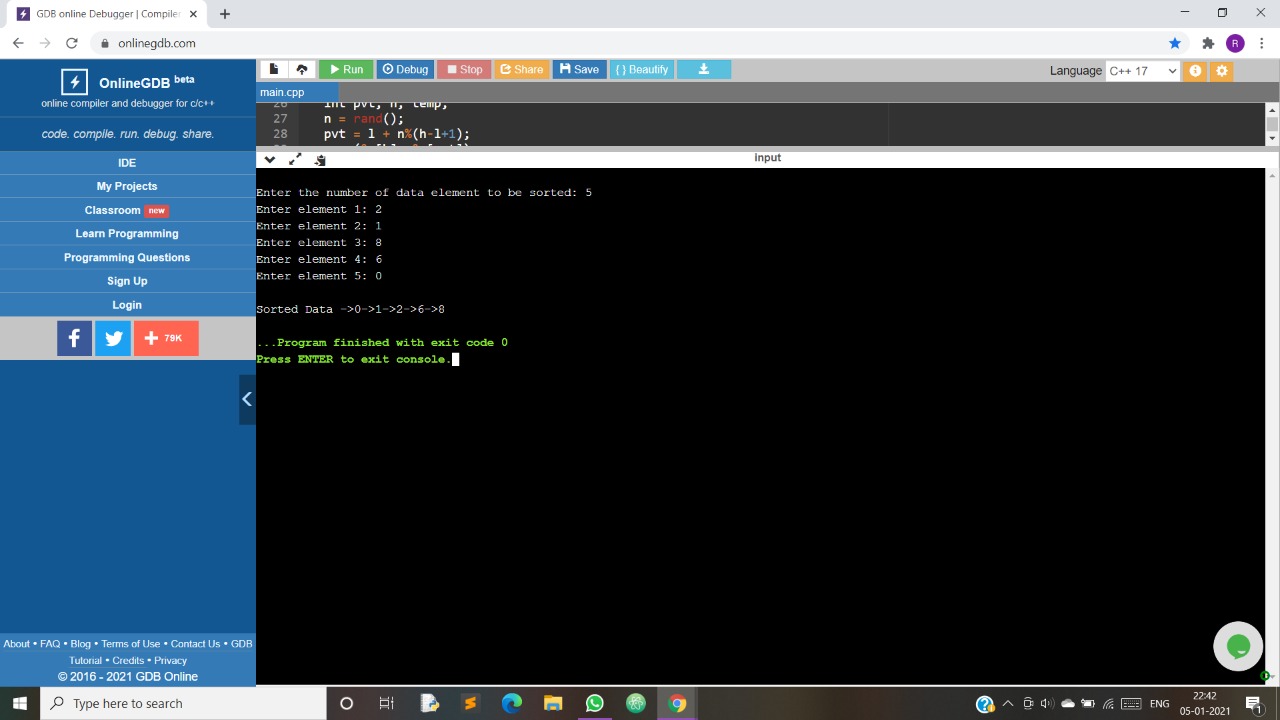 GDB online Debugger | Compiler
onlinegdb.com
R
OnlineGDB beta
online compiler and debugger for c/c++
code. compile. run. debug. share.
IDE
My Projects
Classroom new
Learn Programming
Programming Questions
Sign Up
Login
79K
About • FAQ • Blog • Terms of Use • Contact Us • GDB
Tutorial • Credits • Privacy
© 2016 - 2021 GDB Online
Run Debug Stop Share Save { } Beautify
Language C++ 17
main.cpp
26 int pvt, n, temp;
27 n = rand();
28 pvt = l + n%(h-l+1);
input
Enter the number of data element to be sorted: 5
Enter element 1: 2
Enter element 2: 1
Enter element 3: 8
Enter element 4: 6
Enter element 5: 0
Sorted Data ->0->1->2->6->8
...Program finished with exit code 0
Press ENTER to exit console.
Type here to search
ENG
22:42
05-01-2021
1